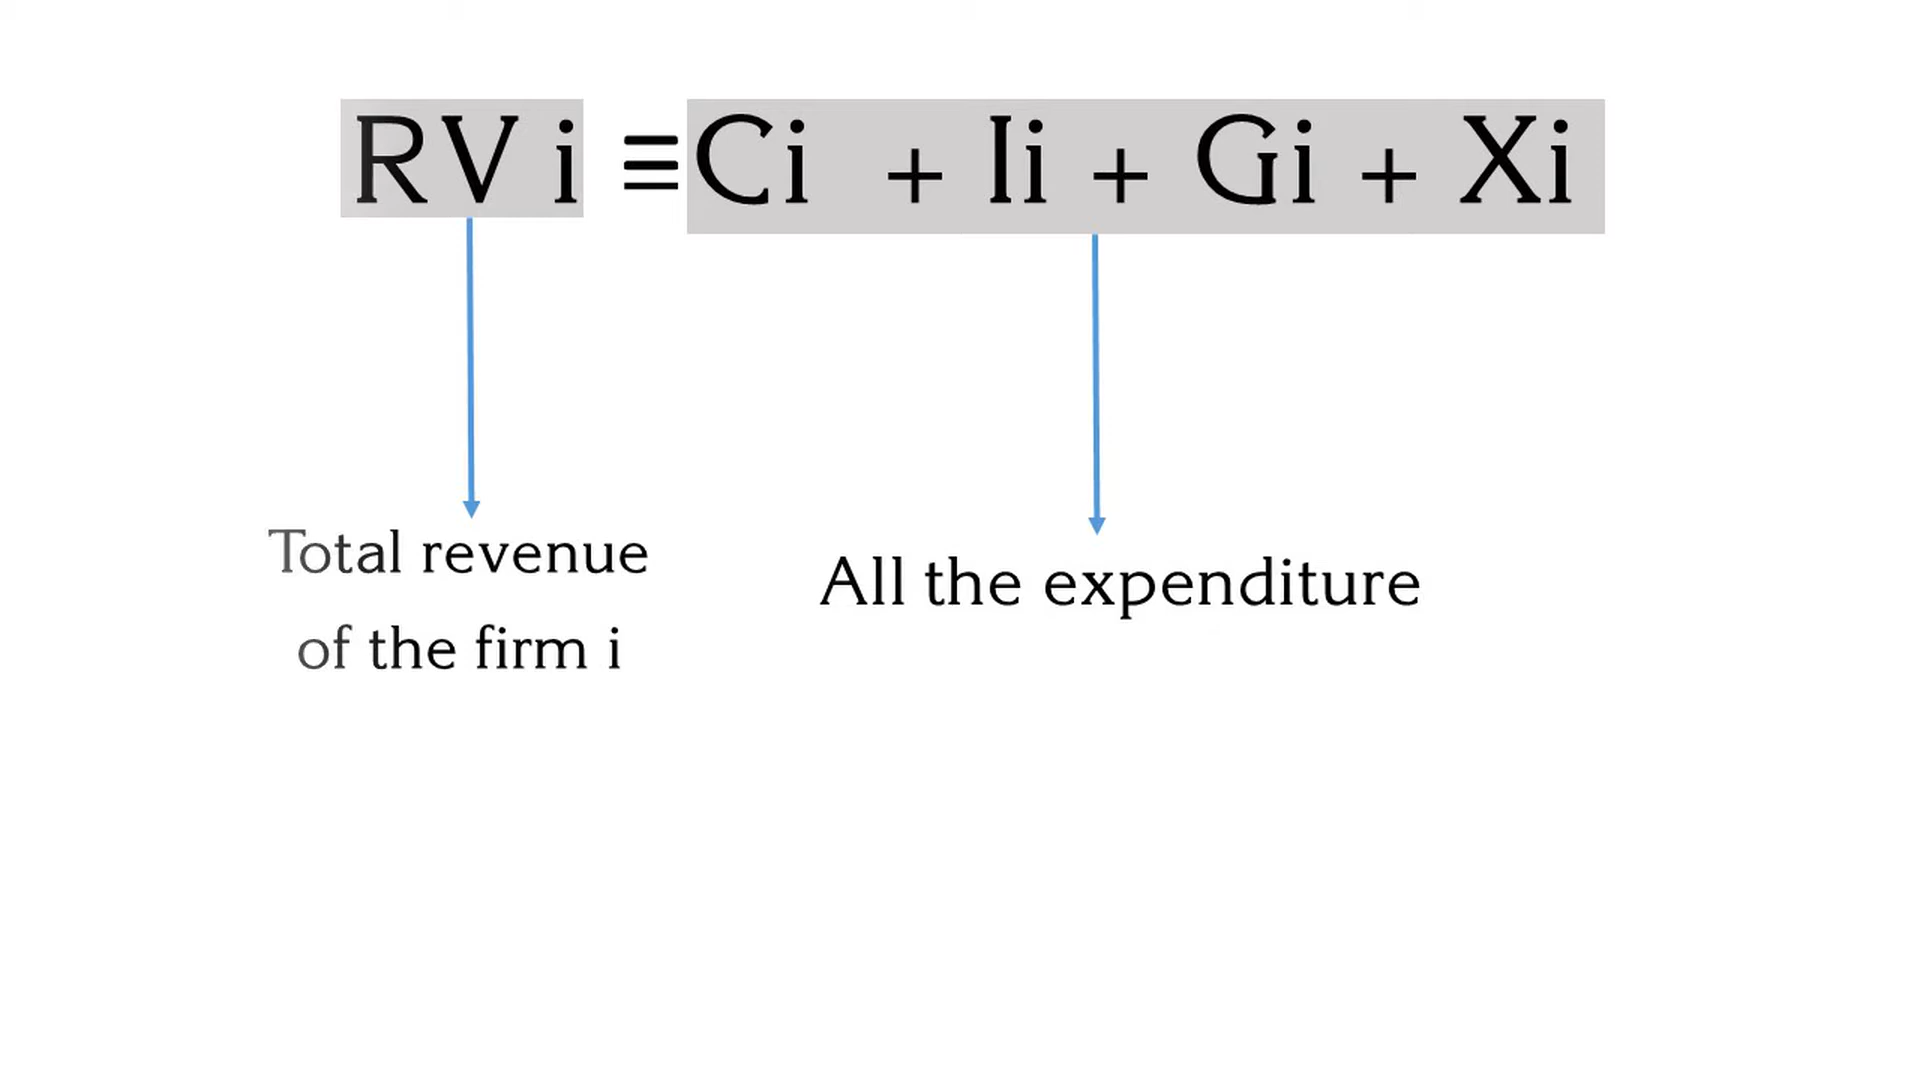 RV i ≡ Ci + Ii + Gi + Xi
Total revenue
of the firm i
All the expenditure